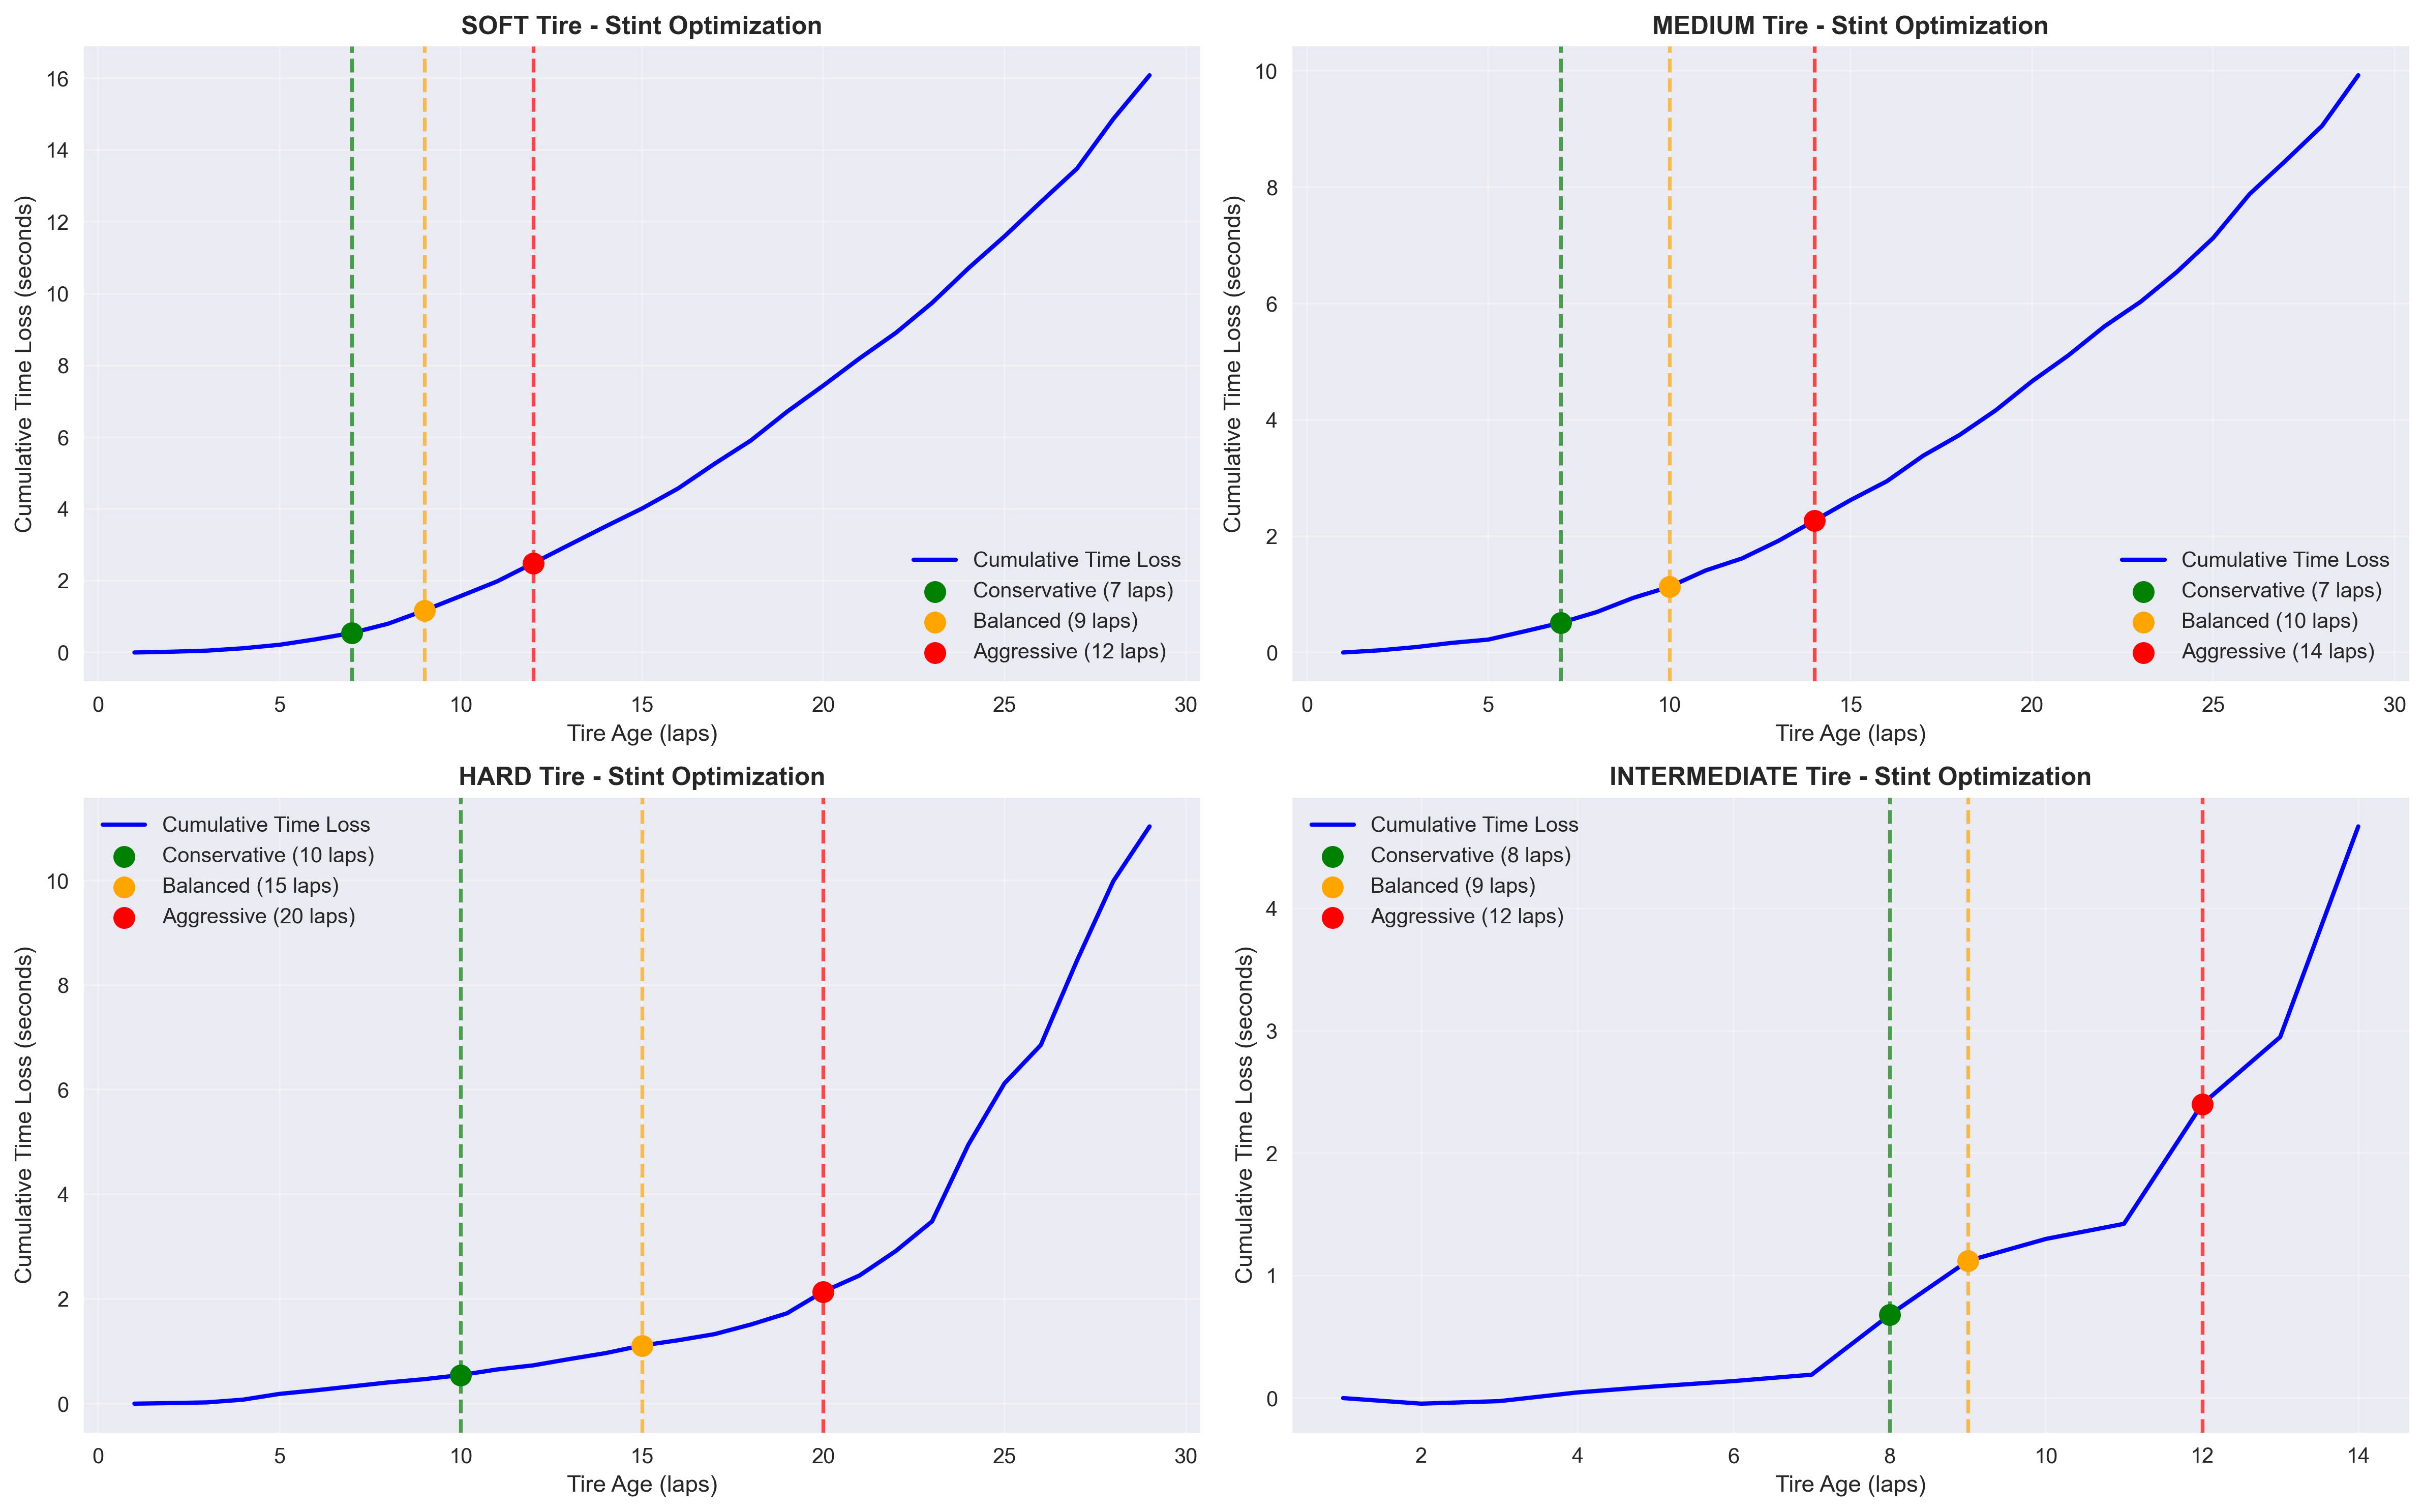 SOFT Tire - Stint Optimization
Cumulative Time Loss (seconds)
16
14
12
10
8
6
4
2
0
Cumulative Time Loss
Conservative (7 laps)
Balanced (9 laps)
Aggressive (12 laps)
0 5 10 15 20 25 30
Tire Age (laps)
MEDIUM Tire - Stint Optimization
Cumulative Time Loss (seconds)
10
8
6
4
2
0
Cumulative Time Loss
Conservative (7 laps)
Balanced (10 laps)
Aggressive (14 laps)
0 5 10 15 20 25 30
Tire Age (laps)
HARD Tire - Stint Optimization
Cumulative Time Loss (seconds)
Cumulative Time Loss
Conservative (10 laps)
Balanced (15 laps)
Aggressive (20 laps)
10
8
6
4
2
0
0 5 10 15 20 25 30
Tire Age (laps)
INTERMEDIATE Tire - Stint Optimization
Cumulative Time Loss (seconds)
Cumulative Time Loss
Conservative (8 laps)
Balanced (9 laps)
Aggressive (12 laps)
4
3
2
1
0
2 4 6 8 10 12 14
Tire Age (laps)